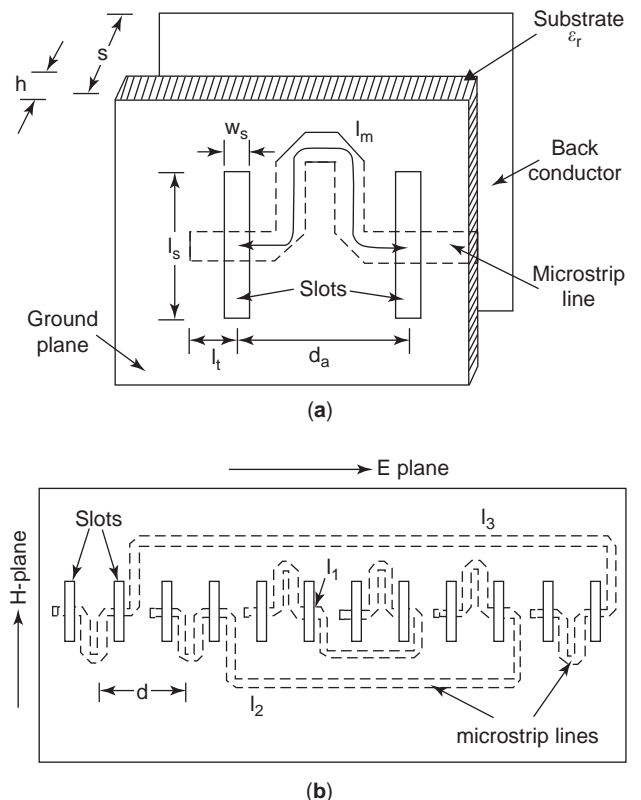 Substrate
εr
s
h
ws
lm
Back
conductor
ls
Slots
Microstrip
line
Ground
plane
lt
da
(a)
E plane
Slots
l3
H-plane
l1
d
l2
microstrip lines
(b)